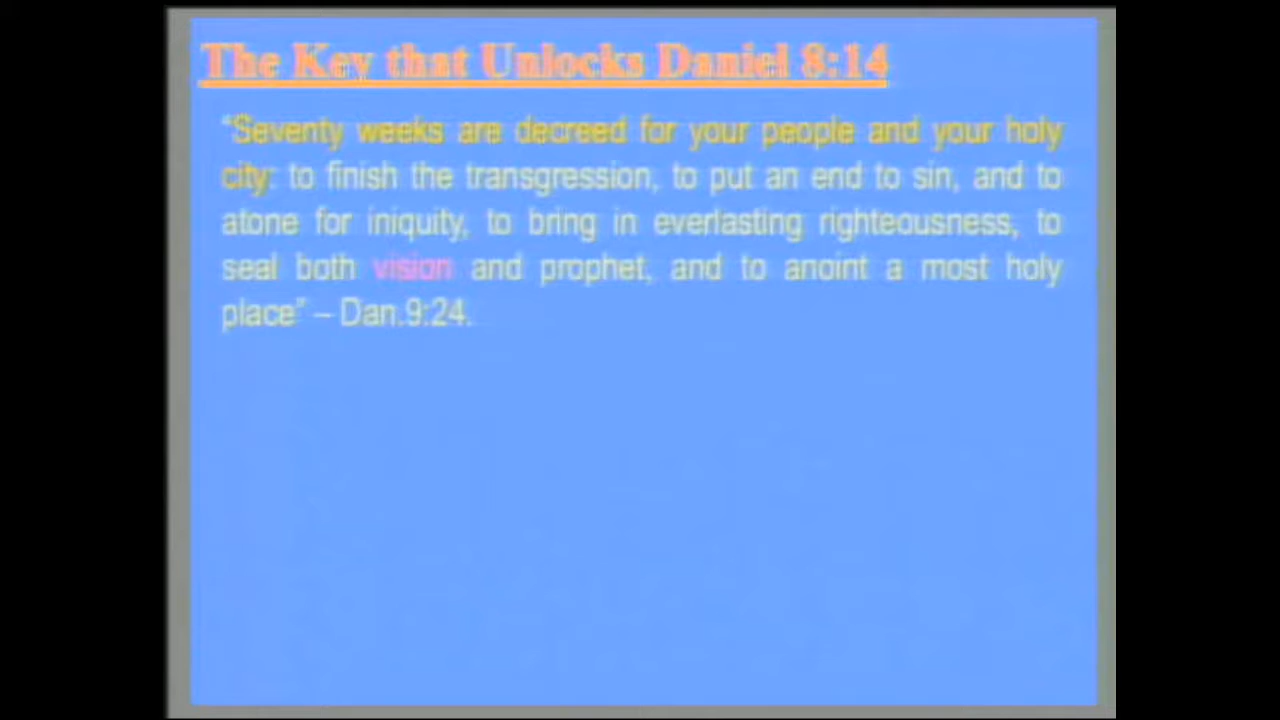 The Key that Unlocks Daniel 8:14
“Seventy weeks are decreed for your people and your holy
city: to finish the transgression, to put an end to sin, and to
atone for iniquity, to bring in everlasting righteousness, to
seal both vision and prophet, and to anoint a most holy
place” – Dan.9:24.